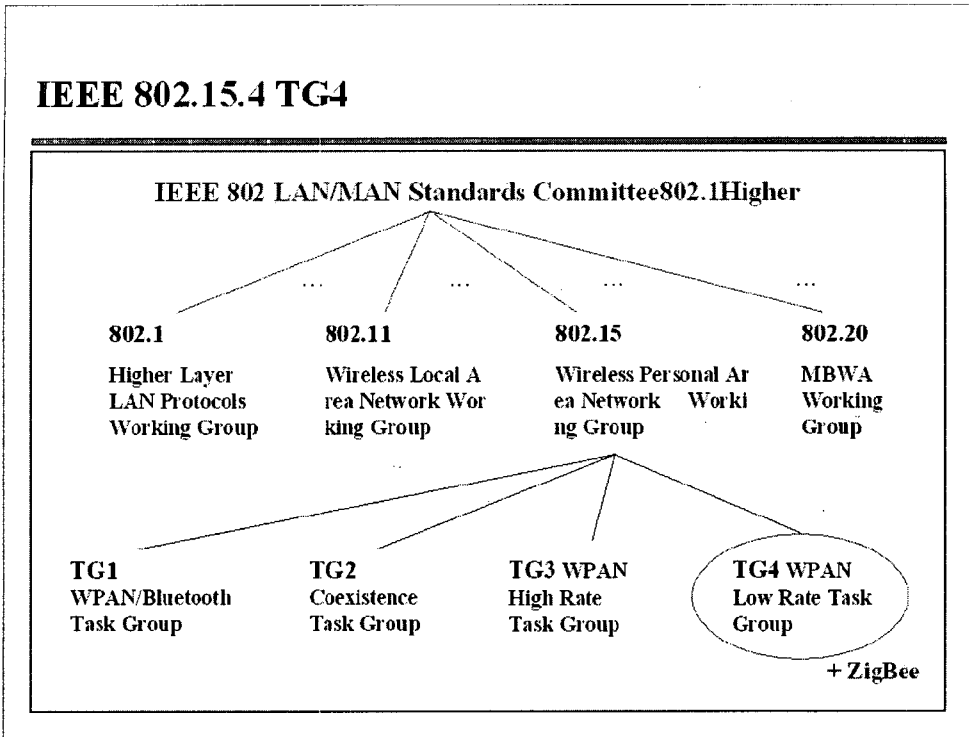 IEEE 802.15.4 TG4
IEEE 802 LAN/MAN Standards Committee802.1Higher
... ... ... ...
802.1
Higher Layer
LAN Protocols
Working Group
802.11
Wireless Local A
rea Network Wor
king Group
802.15
Wireless Personal Ar
ea Network Worki
ng Group
802.20
MBWA
Working
Group
TG1
WPAN/Bluetooth
Task Group
TG2
Coexistence
Task Group
TG3 WPAN
High Rate
Task Group
TG4 WPAN
Low Rate Task
Group
+ ZigBee